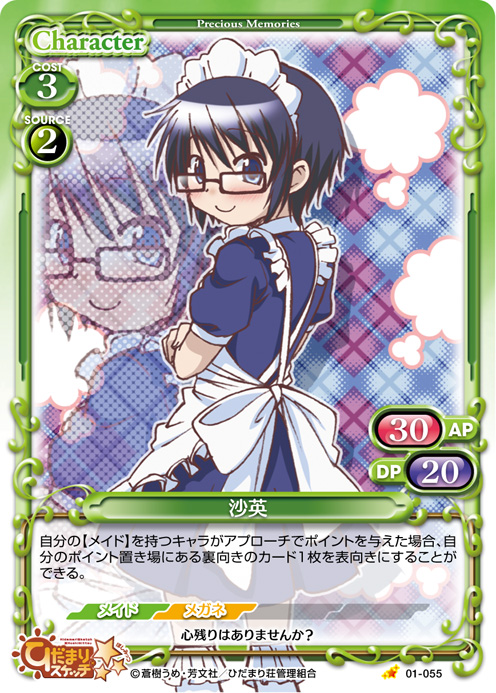 Precious Memories
Character
COST
3
SOURCE
2
30 AP
DP 20
沙英
自分の【メイド】を持つキャラがアプローチでポイントを与えた場合、自
分のポイント置き場にある裏向きのカード1枚を表向きにすることが
できる。
メイド メガネ
心残りはありませんか？
ひだまりスケッチ
©蒼樹うめ・芳文社／ひだまり荘管理組合
01-055